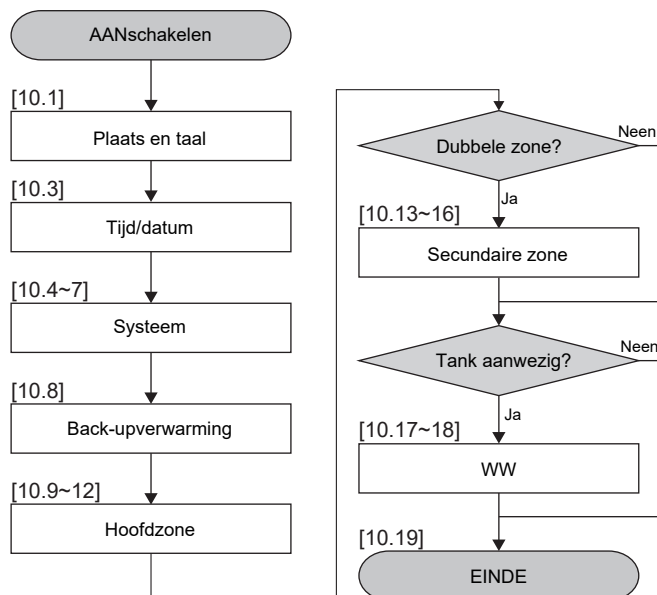 AANschakelen
[10.1]
Plaats en taal
[10.3]
Tijd/datum
[10.4~7]
Systeem
[10.8]
Back-upverwarming
[10.9~12]
Hoofdzone
Dubbele zone?
Neen
Ja
[10.13~16]
Secundaire zone
Tank aanwezig?
Neen
Ja
[10.17~18]
WW
[10.19]
EINDE